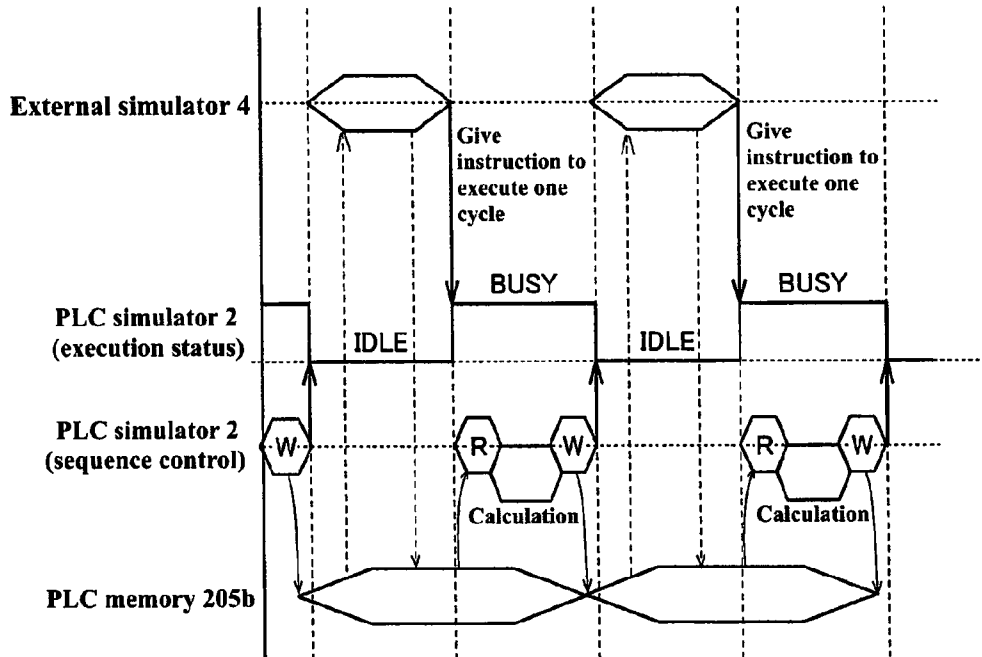 External simulator 4
Give
instruction to
execute one
cycle
Give
instruction to
execute one
cycle
BUSY
BUSY
PLC simulator 2
(execution status)
IDLE
IDLE
PLC simulator 2
(sequence control)
W
R
W
R
W
Calculation
Calculation
PLC memory 205b